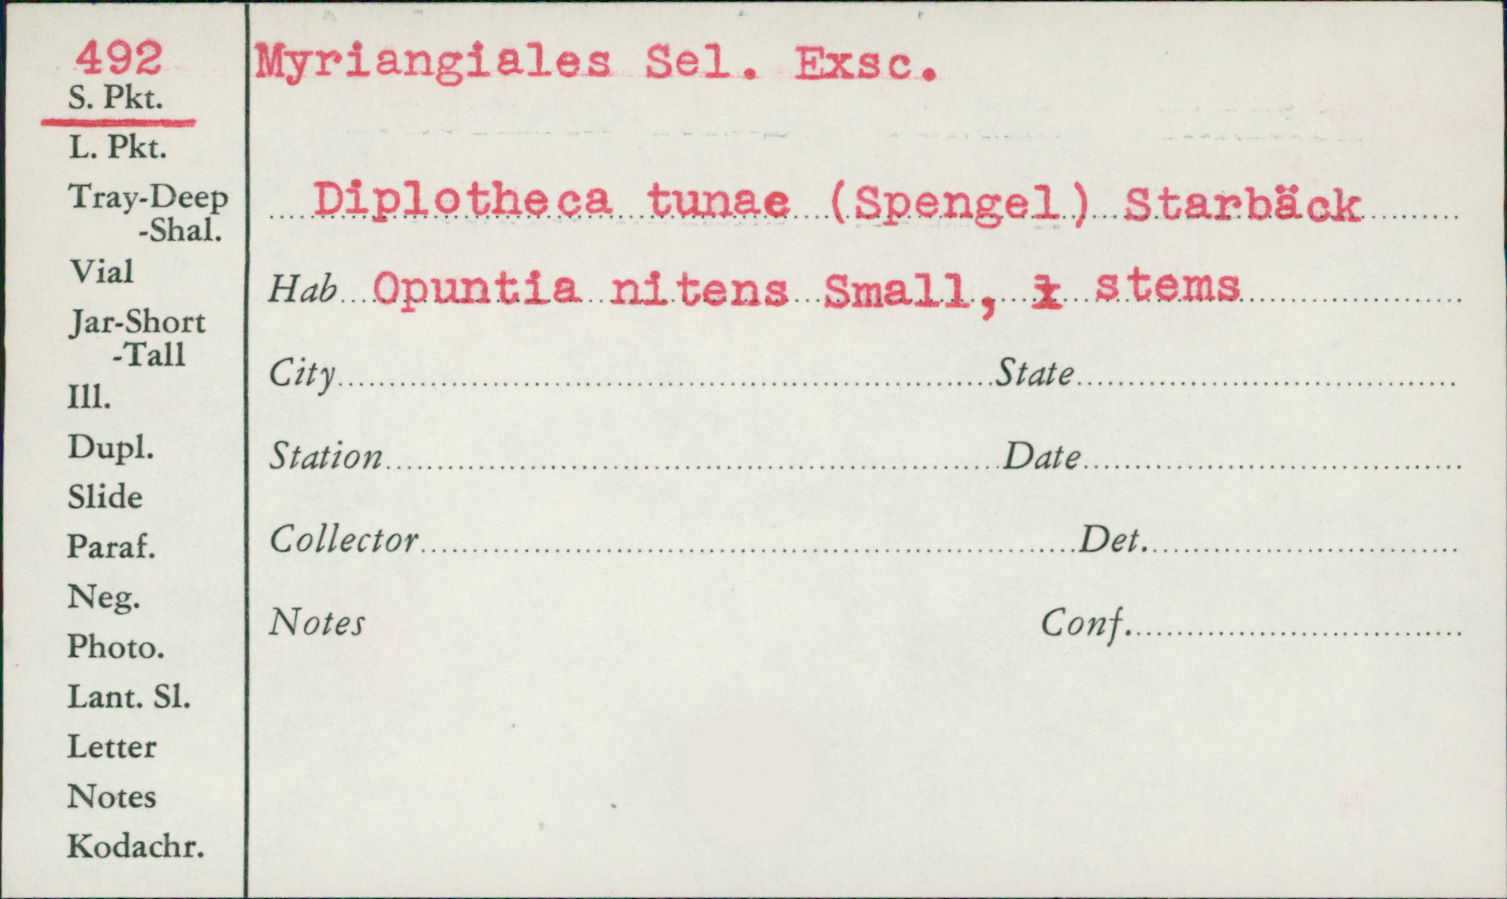 492
S. Pkt.
L. Pkt.
Tray-Deep
-Shal.
Vial
Jar-Short
-Tall
Ill.
Dupl.
Slide
Paraf.
Neg.
Photo.
Lant. Sl.
Letter
Notes
Kodachr.
Myriangiales Sel. Exsc.
Diplotheca tunae (Spengel) Starbäck
Hab Opuntia nitens Small, stems
City State
Station Date
Collector Det.
Notes Conf.